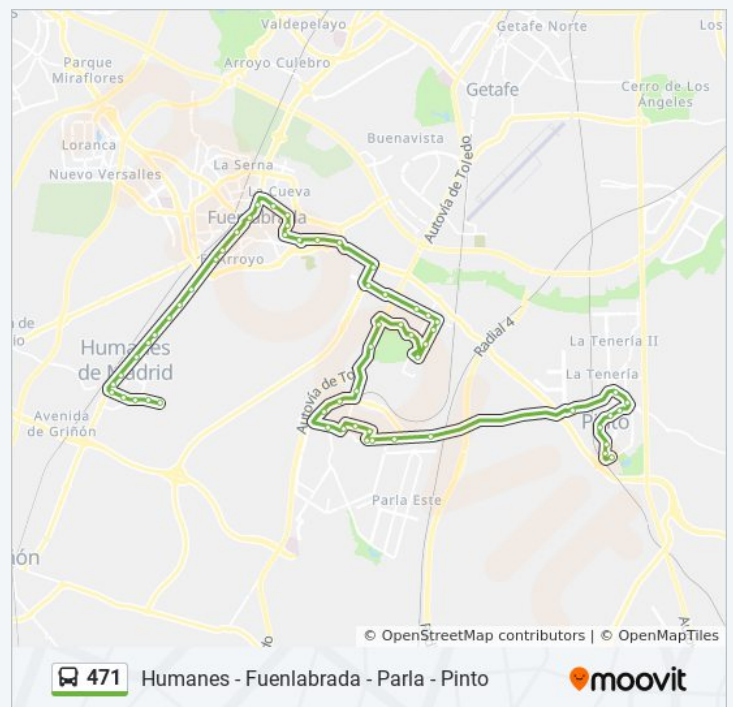 Valdepelayo
Getafe Norte
Los
Parque
Miraflores
Arroyo Culebro
Getafe
Cerro de Los
Ángeles
Loranca
Buenavista
Nuevo Versalles
La Serna
La Cueva
Autovía de Toledo
Fuenlabrada
El Arroyo
Radial 4
La Tenería II
Humanes
de Madrid
La Tenería
Autovía de To
Avenida
de Griñón
Pinto
Parla Este
ñón
© OpenStreetMap contributors | © OpenMapTiles
471 Humanes - Fuenlabrada - Parla - Pinto
moovit